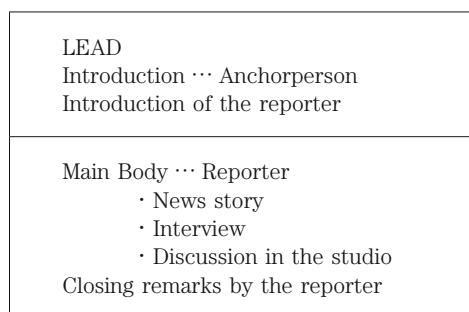 LEAD
Introduction … Anchorperson
Introduction of the reporter
Main Body … Reporter
・News story
・Interview
・Discussion in the studio
Closing remarks by the reporter